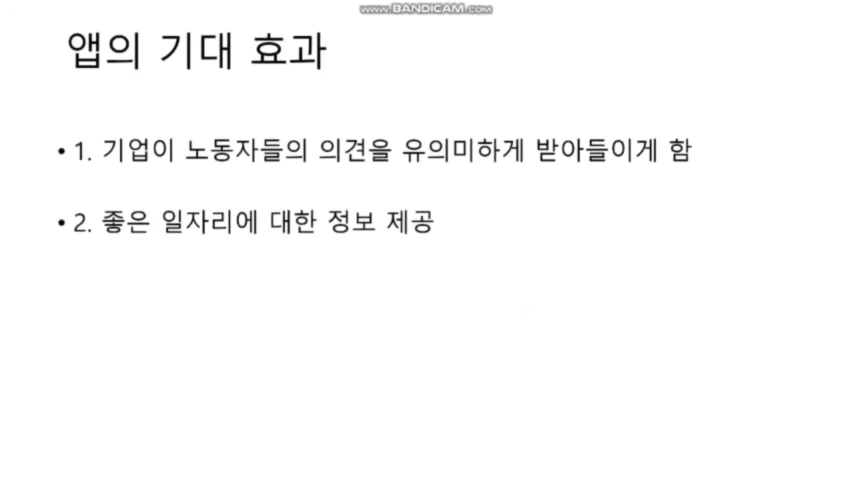 www.BANDICAM.com
앱의 기대 효과
• 1. 기업이 노동자들의 의견을 유의미하게 받아들이게 함
• 2. 좋은 일자리에 대한 정보 제공